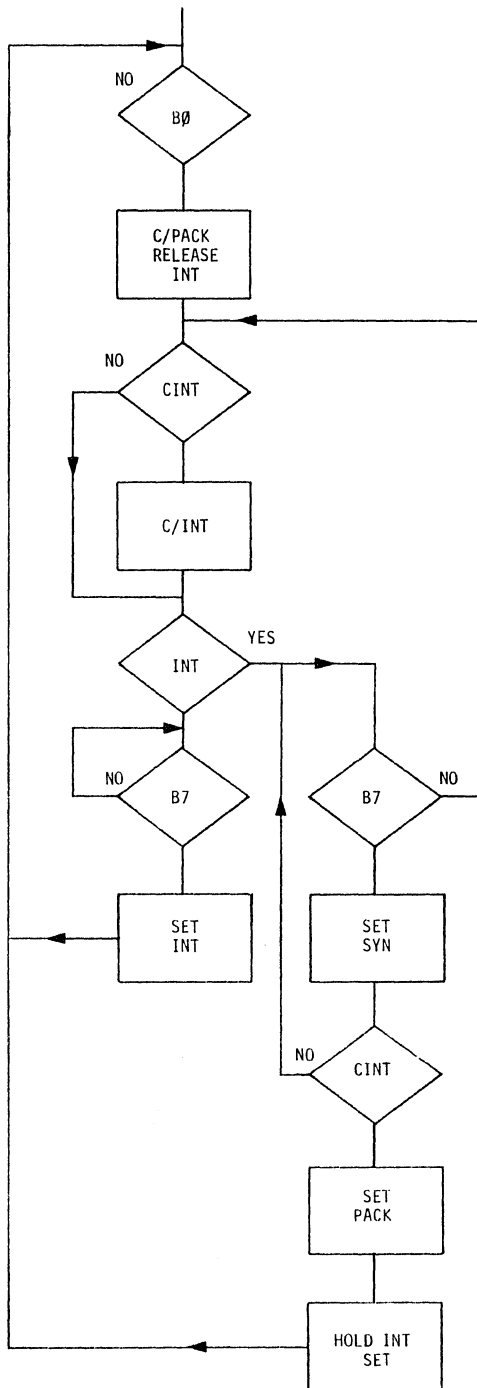 NO
BØ
C/PACK
RELEASE
INT
NO
CINT
C/INT
INT
YES
NO
B7
SET
INT
B7
NO
SET
SYN
NO
CINT
SET
PACK
HOLD INT
SET